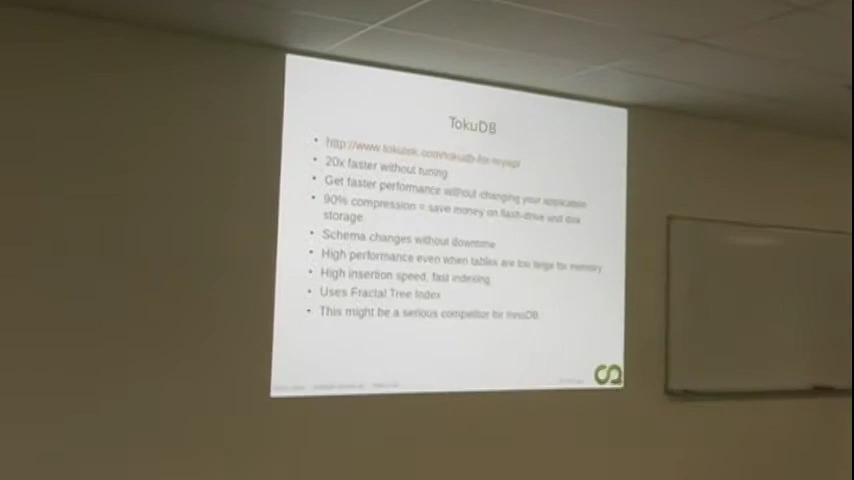 TokuDB
• http://www.tokutek.com/tokudb-for-mysql
• 20x faster without tuning
• Get faster performance without changing your application
• 90% compression = save money on flash-drive and disk
storage
• Schema changes without downtime
• High performance even when tables are too large for memory
• High insertion speed, fast indexing
• Uses Fractal Tree Index
• This might be a serious competitor for InnoDB